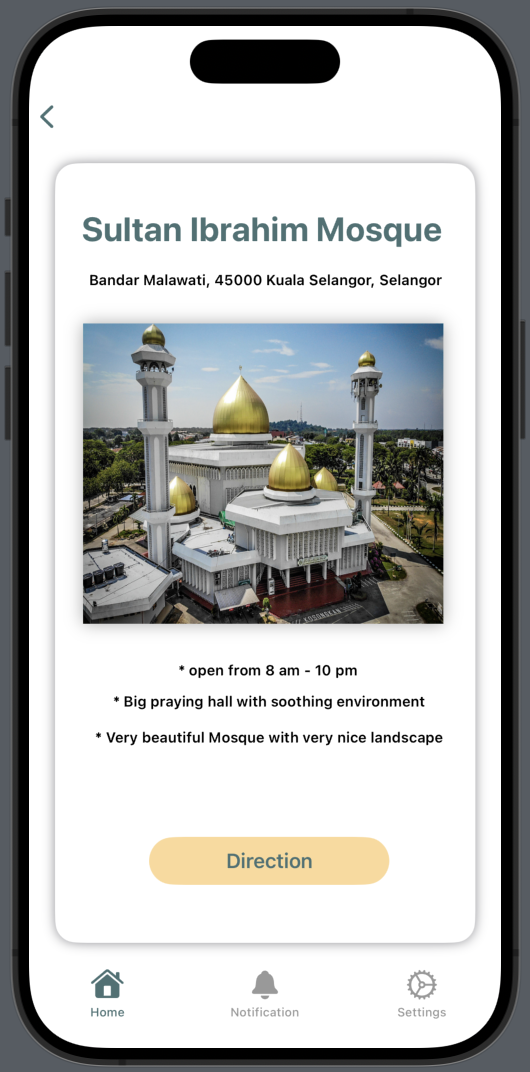 Sultan Ibrahim Mosque
Bandar Malawati, 45000 Kuala Selangor, Selangor
KOSONGKAN
* open from 8 am - 10 pm
* Big praying hall with soothing environment
* Very beautiful Mosque with very nice landscape
Direction
Home
Notification
Settings